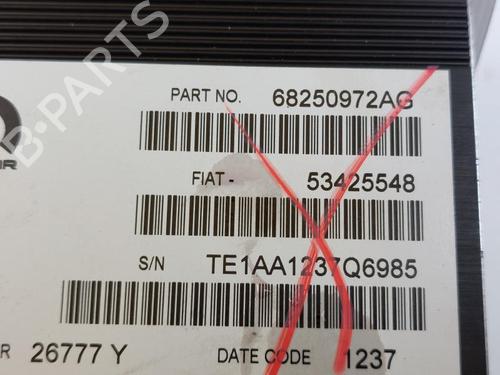 PART NO. 68250972AG
FIAT - 53425548
S/N TE1AA1237Q6985
R 26777 Y DATE CODE 1237
B-PARTS